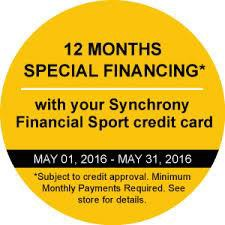 12 MONTHS
SPECIAL FINANCING*
with your Synchrony
Financial Sport credit card
MAY 01, 2016 - MAY 31, 2016
*Subject to credit approval. Minimum
Monthly Payments Required. See
store for details.